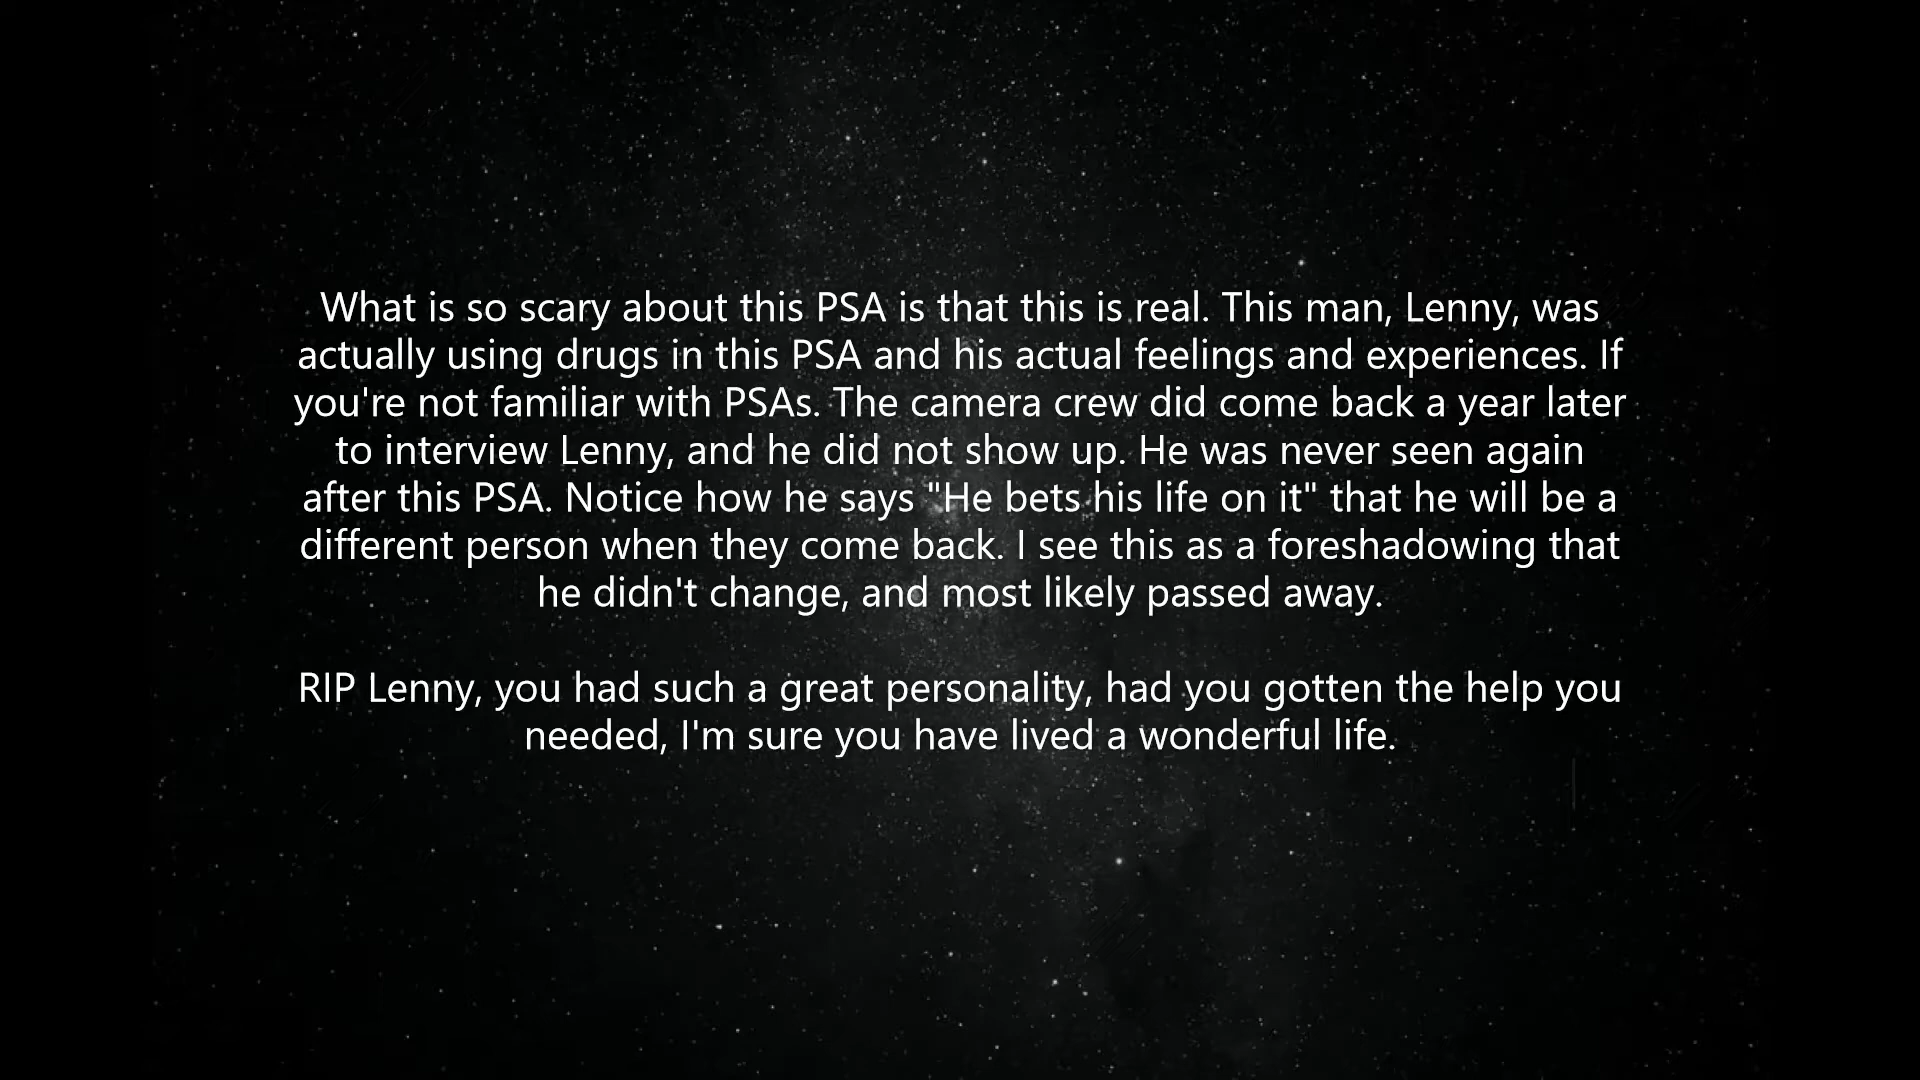 What is so scary about this PSA is that this is real. This man, Lenny, was
actually using drugs in this PSA and his actual feelings and experiences. If
you're not familiar with PSAs. The camera crew did come back a year later
to interview Lenny, and he did not show up. He was never seen again
after this PSA. Notice how he says "He bets his life on it" that he will be a
different person when they come back. I see this as a foreshadowing that
he didn't change, and most likely passed away.
RIP Lenny, you had such a great personality, had you gotten the help you
needed, I'm sure you have lived a wonderful life.